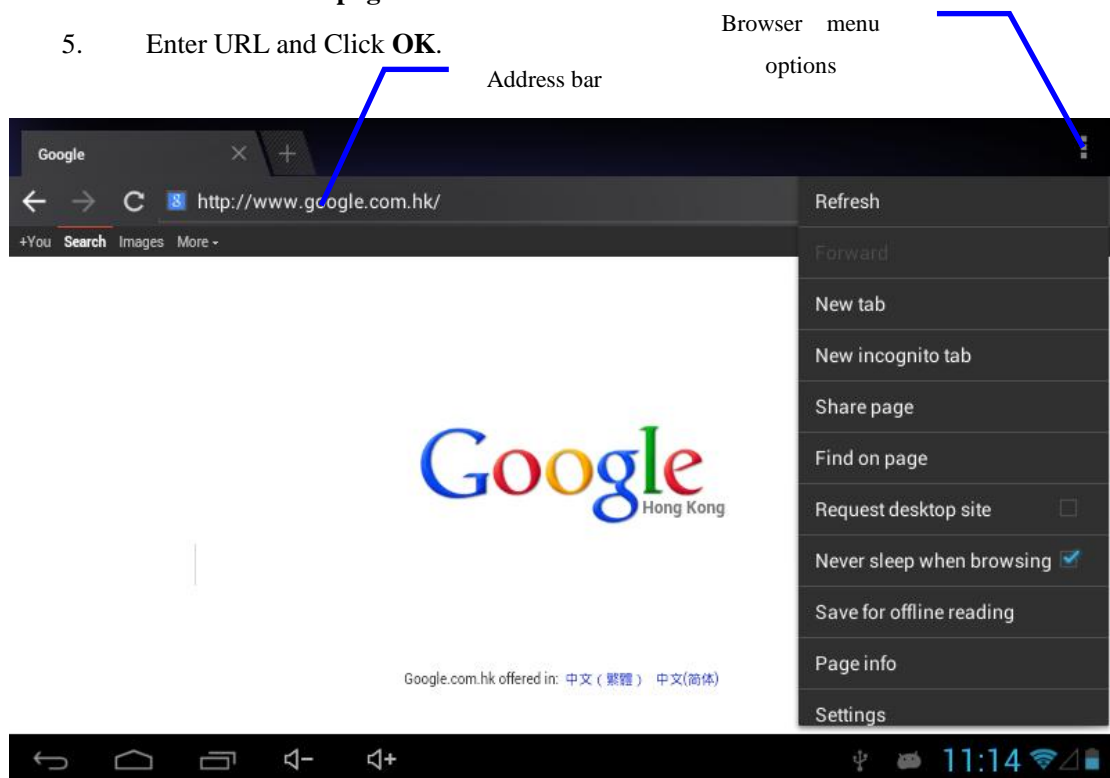 pag
5. Enter URL and Click OK.
Browser menu
options
Address bar
Google
http://www.google.com.hk/
+You Search Images More
Refresh
Forward
New tab
New incognito tab
Share page
Find on page
Request desktop site
Never sleep when browsing
Save for offline reading
Page info
Settings
Google
Hong Kong
Google.com.hk offered in: 中文（繁體） 中文(简体)
11:14